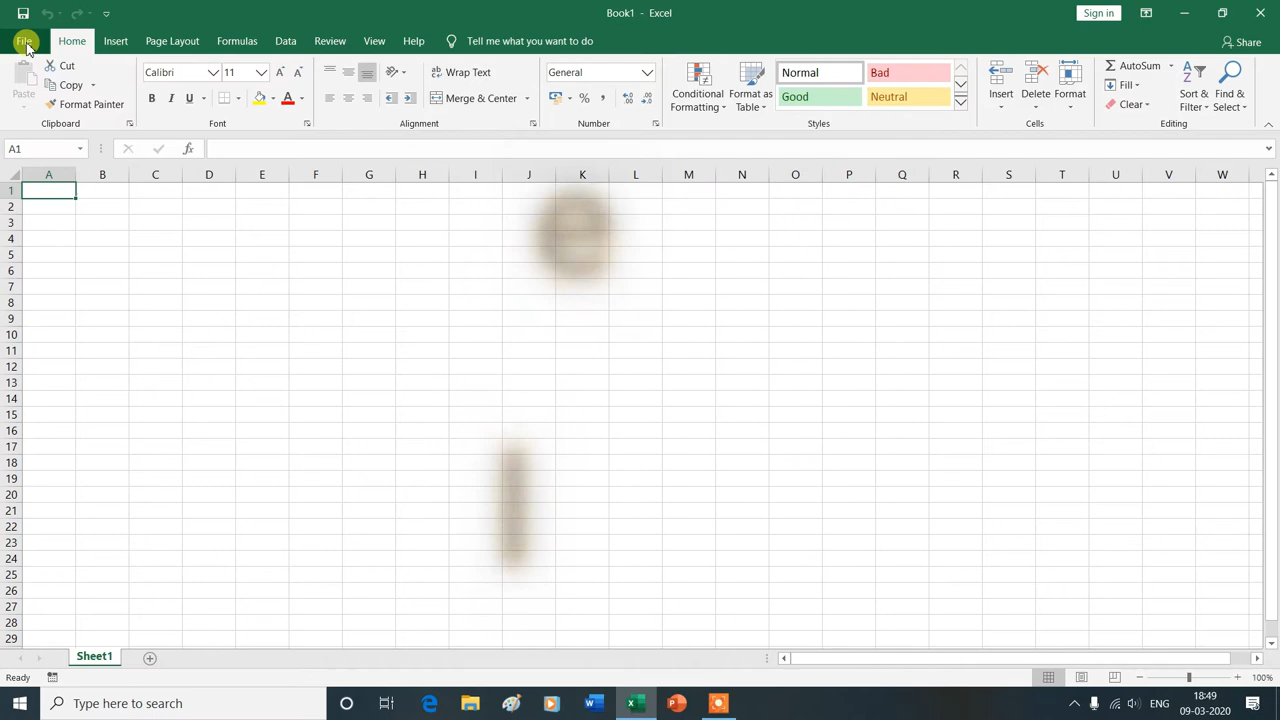 Book1 - Excel
Sign in
File Home Insert Page Layout Formulas Data Review View Help Tell me what you want to do Share
Cut
Copy
Format Painter
Paste
Calibri 11
B I U
Wrap Text
Merge & Center
General
% ,
Conditional Formatting
Format as Table
Normal Bad
Good Neutral
Insert Delete Format
AutoSum
Fill
Clear
Sort & Filter
Find & Select
Clipboard Font Alignment Number Styles Cells Editing
A1 fx
A B C D E F G H I J K L M N O P Q R S T U V W
1
2
3
4
5
6
7
8
9
10
11
12
13
14
15
16
17
18
19
20
21
22
23
24
25
26
27
28
29
e
l
Sheet1
Ready 100%
Type here to search
ENG
18:49
09-03-2020